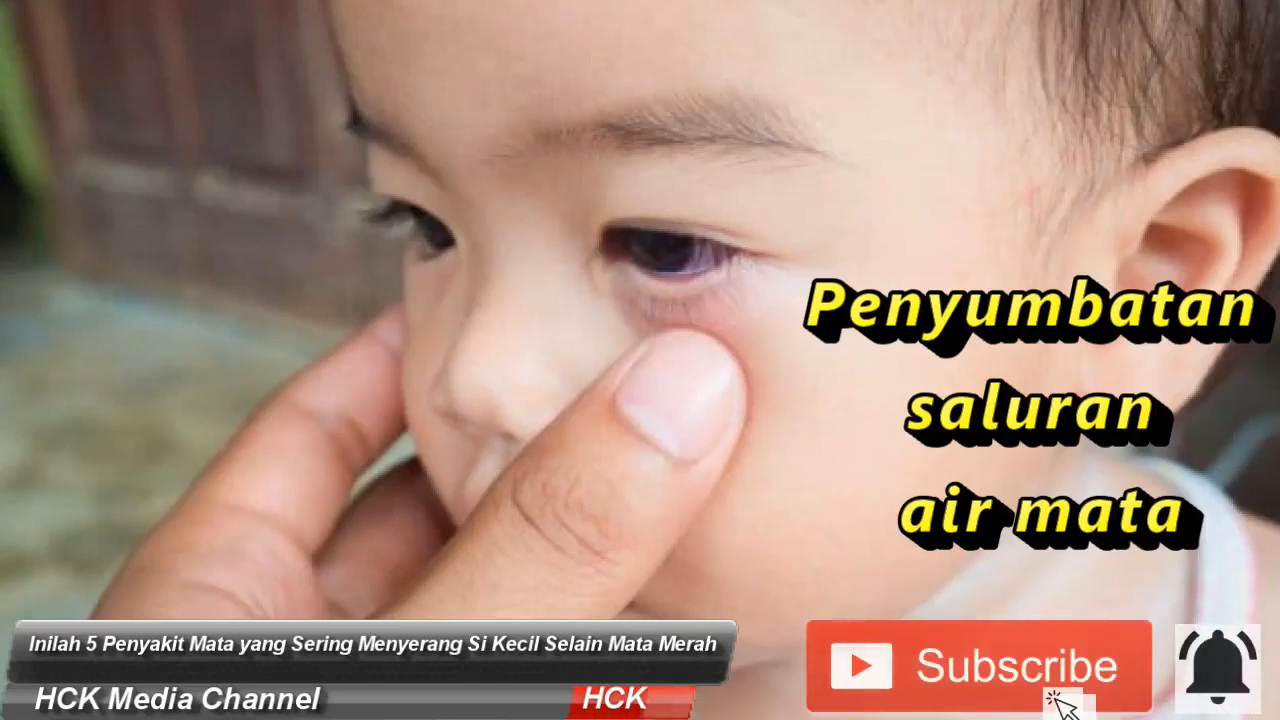 Penyumbatan
saluran
air mata
Inilah 5 Penyakit Mata yang Sering Menyerang Si Kecil Selain Mata Merah
HCK Media Channel
HCK
Subscribe